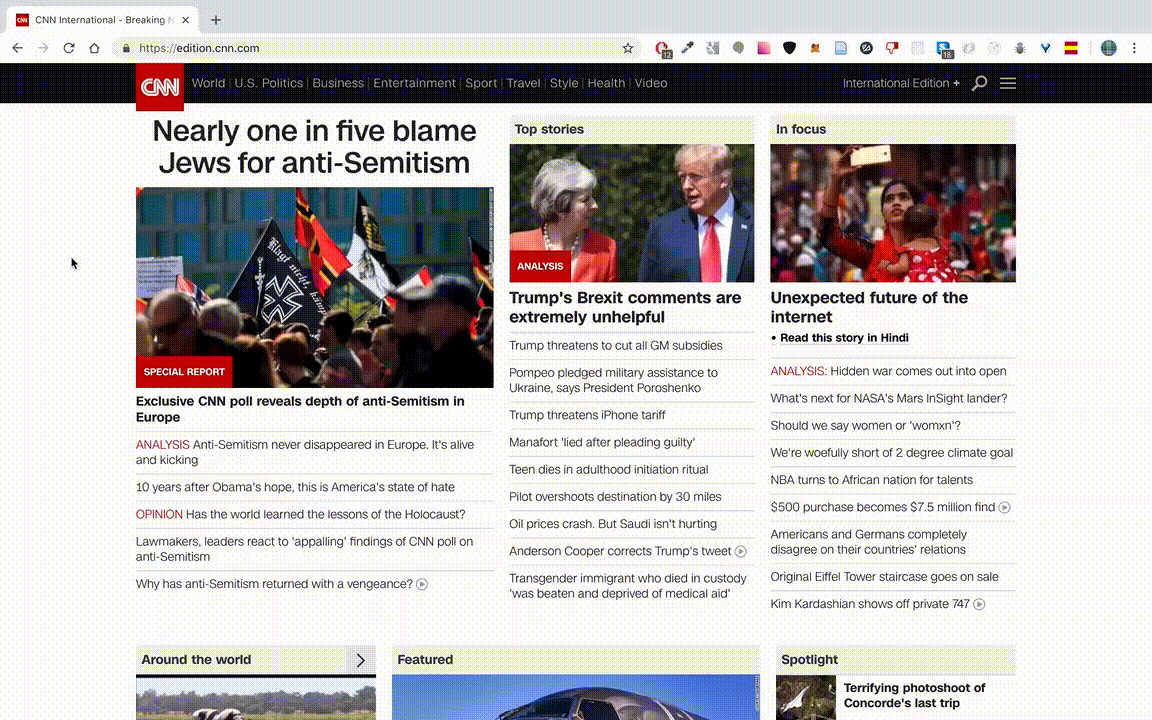 CNN International - Breaking N
https://edition.cnn.com
12
18
CNN
World | U.S. Politics | Business | Entertainment | Sport | Travel | Style | Health | Video
International Edition +
Nearly one in five blame
Jews for anti-Semitism
Klagt nicht,
SPECIAL REPORT
Exclusive CNN poll reveals depth of anti-Semitism in
Europe
ANALYSIS Anti-Semitism never disappeared in Europe. It's alive
and kicking
10 years after Obama's hope, this is America's state of hate
OPINION Has the world learned the lessons of the Holocaust?
Lawmakers, leaders react to 'appalling' findings of CNN poll on
anti-Semitism
Why has anti-Semitism returned with a vengeance?
Top stories
ANALYSIS
Trump's Brexit comments are
extremely unhelpful
Trump threatens to cut all GM subsidies
Pompeo pledged military assistance to
Ukraine, says President Poroshenko
Trump threatens iPhone tariff
Manafort 'lied after pleading guilty'
Teen dies in adulthood initiation ritual
Pilot overshoots destination by 30 miles
Oil prices crash. But Saudi isn't hurting
Anderson Cooper corrects Trump's tweet
Transgender immigrant who died in custody
'was beaten and deprived of medical aid'
In focus
Unexpected future of the
internet
• Read this story in Hindi
ANALYSIS: Hidden war comes out into open
What's next for NASA's Mars InSight lander?
Should we say women or 'womxn'?
We're woefully short of 2 degree climate goal
NBA turns to African nation for talents
$500 purchase becomes $7.5 million find
Americans and Germans completely
disagree on their countries' relations
Original Eiffel Tower staircase goes on sale
Kim Kardashian shows off private 747
Around the world
Featured
Spotlight
Terrifying photoshoot of
Concorde's last trip